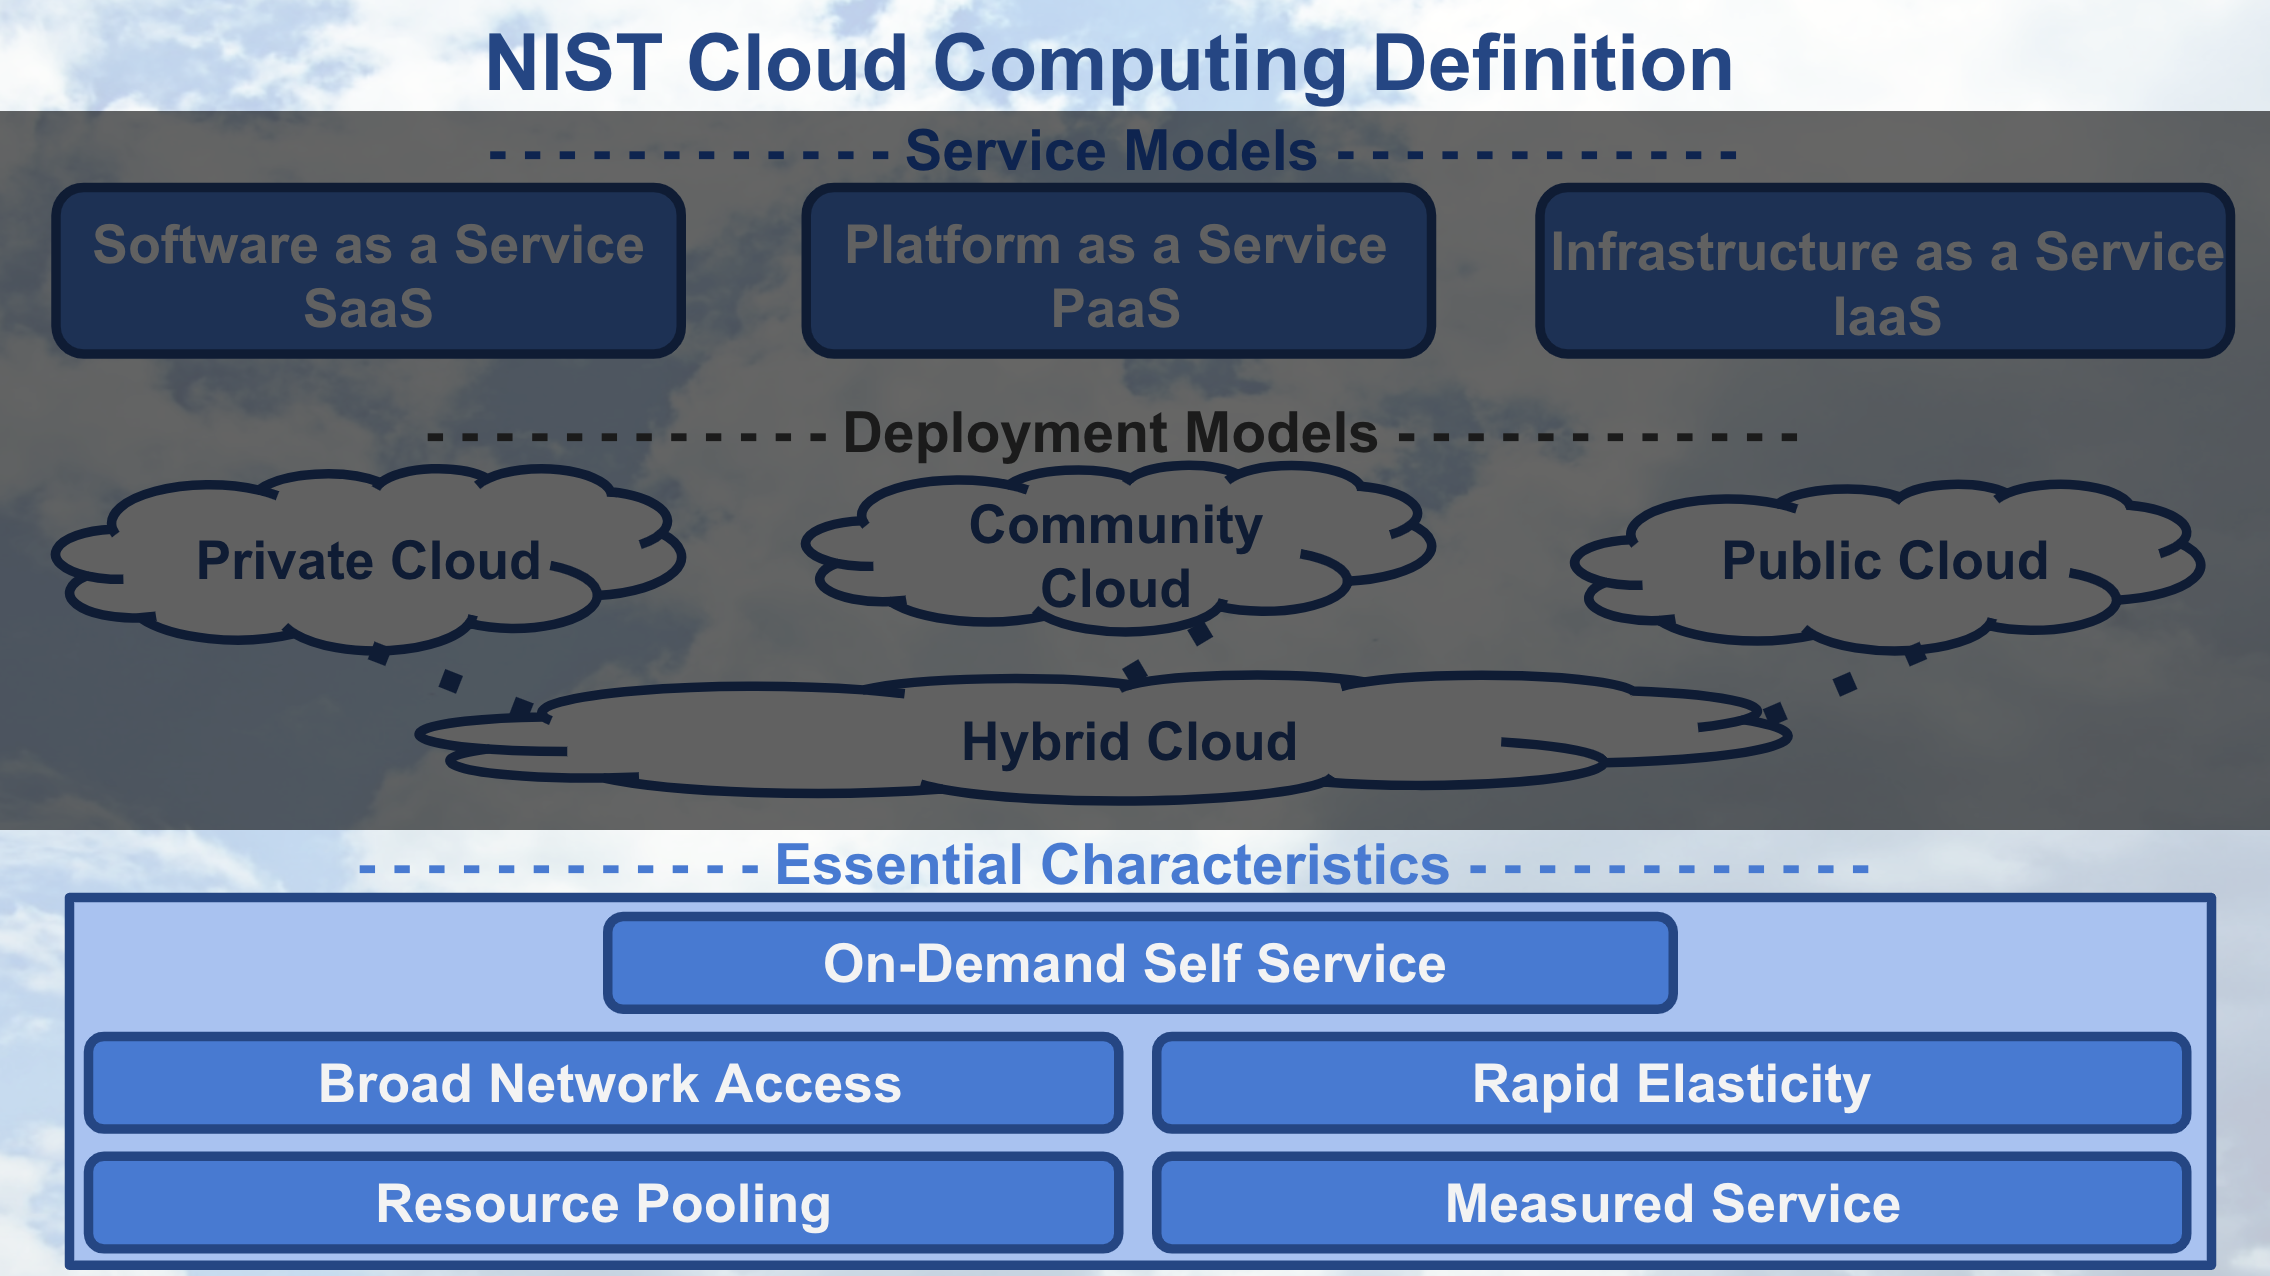 NIST Cloud Computing Definition
- - - - - - - - - - - - Service Models - - - - - - - - - - - -
Software as a Service
SaaS
Platform as a Service
PaaS
Infrastructure as a Service
IaaS
- - - - - - - - - - - - Deployment Models - - - - - - - - - - - -
Private Cloud
Community
Cloud
Public Cloud
Hybrid Cloud
- - - - - - - - - - - - Essential Characteristics - - - - - - - - - - - -
On-Demand Self Service
Broad Network Access
Rapid Elasticity
Resource Pooling
Measured Service